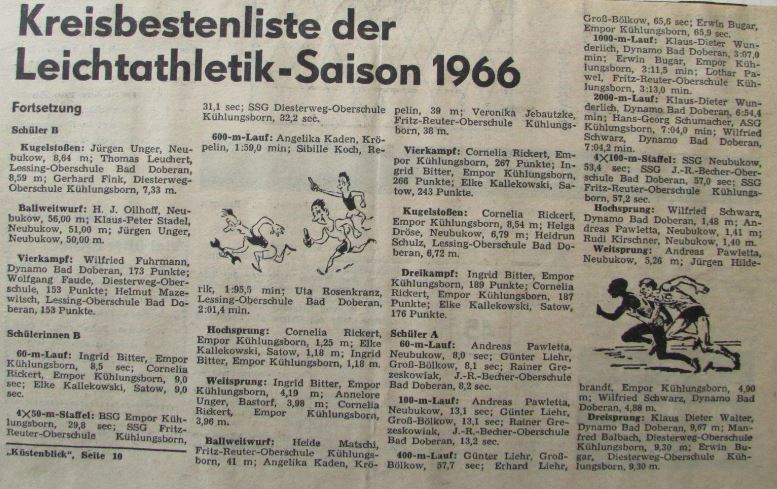 Kreisbestenliste der
Leichtathletik-Saison 1966
Fortsetzung
Schüler B
Kugelstoßen: Jürgen Unger, Neu-
bukow, 8,64 m; Thomas Leuchert,
Lessing-Oberschule Bad Doberan,
8,59 m; Gerhard Fink, Diesterweg-
Oberschule Kühlungsborn, 7,33 m.
Ballweitwurf: H. J. Ollhoff, Neu-
bukow, 56,00 m; Klaus-Peter Stadel,
Neubukow, 51,00 m; Jürgen Unger,
Neubukow, 50,00 m.
Vierkampf: Wilfried Fuhrmann,
Dynamo Bad Doberan, 173 Punkte;
Wolfgang Faude, Diesterweg-Ober-
schule, 153 Punkte; Helmut Maze-
witsch, Lessing-Oberschule Bad Do-
beran, 153 Punkte.
Schülerinnen B
60-m-Lauf: Ingrid Bitter, Empor
Kühlungsborn, 8,5 sec; Cornelia
Rickert, Empor Kühlungsborn, 9,0
sec; Elke Kallekowski, Satow, 9,0
sec.
4×50-m-Staffel: BSG Empor Küh-
lungsborn, 29,8 sec; SSG Fritz-
Reuter-Oberschule Kühlungsborn,
„Küstenblick", Seite 10
31,1 sec; SSG Diesterweg-Oberschule
Kühlungsborn, 32,2 sec.
600-m-Lauf: Angelika Kaden, Krö-
pelin, 1:59,0 min; Sibille Koch, Re-
rik, 1:95,5 min; Uta Rosenkranz,
Lessing-Oberschule Bad Doberan,
2:01,4 min.
Hochsprung: Cornelia Rickert,
Empor Kühlungsborn, 1,25 m; Elke
Kallekowski, Satow, 1,18 m; Ingrid
Bitter, Empor Kühlungsborn, 1,18 m.
Weitsprung: Ingrid Bitter, Empor
Kühlungsborn, 4,19 m; Annelore
Unger, Bastorf, 3,98 m; Cornelia
Rickert, Empor Kühlungsborn,
3,96 m.
Ballweitwurf: Heide Matschi,
Fritz-Reuter-Oberschule Kühlungs-
born, 41 m; Angelika Kaden, Krö-
pelin, 39 m; Veronika Jebautzke,
Fritz-Reuter-Oberschule Kühlungs-
born, 36 m.
Vierkampf: Cornelia Rickert, Em-
por Kühlungsborn, 267 Punkte; In-
grid Bitter, Empor Kühlungsborn,
266 Punkte; Elke Kallekowski, Sa-
tow, 243 Punkte.
Kugelstoßen: Cornelia Rickert,
Empor Kühlungsborn, 8,54 m; Helga
Dröse, Neubukow, 6,79 m; Heidrun
Schulz, Lessing-Oberschule Bad Do-
beran, 6,72 m.
Dreikampf: Ingrid Bitter, Empor
Kühlungsborn, 189 Punkte; Cornelia
Rickert, Empor Kühlungsborn, 187
Punkte; Elke Kallekowski, Satow,
176 Punkte.
Schüler A
60-m-Lauf: Andreas Pawletta,
Neubukow, 8,0 sec; Günter Liehr,
Groß-Bölkow, 8,1 sec; Rainer Gre-
zeskowiak, J.-R.-Becher-Oberschule
Bad Doberan, 8,2 sec.
100-m-Lauf: Andreas Pawletta,
Neubukow, 13,1 sec; Günter Liehr,
Groß-Bölkow, 13,1 sec; Rainer Gre-
zeskowiak, J.-R.-Becher-Oberschule
Bad Doberan, 13,2 sec.
400-m-Lauf: Günter Liehr, Groß-
Bölkow, 57,7 sec; Erhard Liehr,
Groß-Bölkow, 65,6 sec; Erwin Bugar,
Empor Kühlungsborn, 65,9 sec.
1000-m-Lauf: Klaus-Dieter Wun-
derlich, Dynamo Bad Doberan, 3:07,9
min; Erwin Bugar, Empor Küh-
lungsborn, 3:11,5 min; Lothar Pa-
wel, Fritz-Reuter-Oberschule Küh-
lungsborn, 3:13,0 min.
2000-m-Lauf: Klaus-Dieter Wun-
derlich, Dynamo Bad Doberan, 6:54,4
min; Hans-Georg Schumacher, ASG
Kühlungsborn, 7:04,0 min; Wilfried
Schwarz, Dynamo Bad Doberan,
7:04,2 min.
4×100-m-Staffel: SSG Neubukow,
53,4 sec; SSG J.-R.-Becher-Ober-
schule Bad Doberan, 57,0 sec; SSG
Fritz-Reuter-Oberschule Kühlungs-
born, 57,2 sec.
Hochsprung: Wilfried Schwarz,
Dynamo Bad Doberan, 1,48 m; An-
dreas Pawletta, Neubukow, 1,41 m;
Rudi Kirschner, Neubukow, 1,40 m.
Weitsprung: Andreas Pawletta,
Neubukow, 5,26 m; Jürgen Hilde-
brandt, Empor Kühlungsborn, 4,90
m; Wilfried Schwarz, Dynamo Bad
Doberan, 4,88 m.
Dreisprung: Klaus Dieter Walter,
Dynamo Bad Doberan, 9,67 m; Man-
fred Balbach, Diesterweg-Oberschule
Kühlungsborn, 9,30 m; Erwin Bu-
gar, Diesterweg-Oberschule Küh-
lungsborn, 9,30 m.